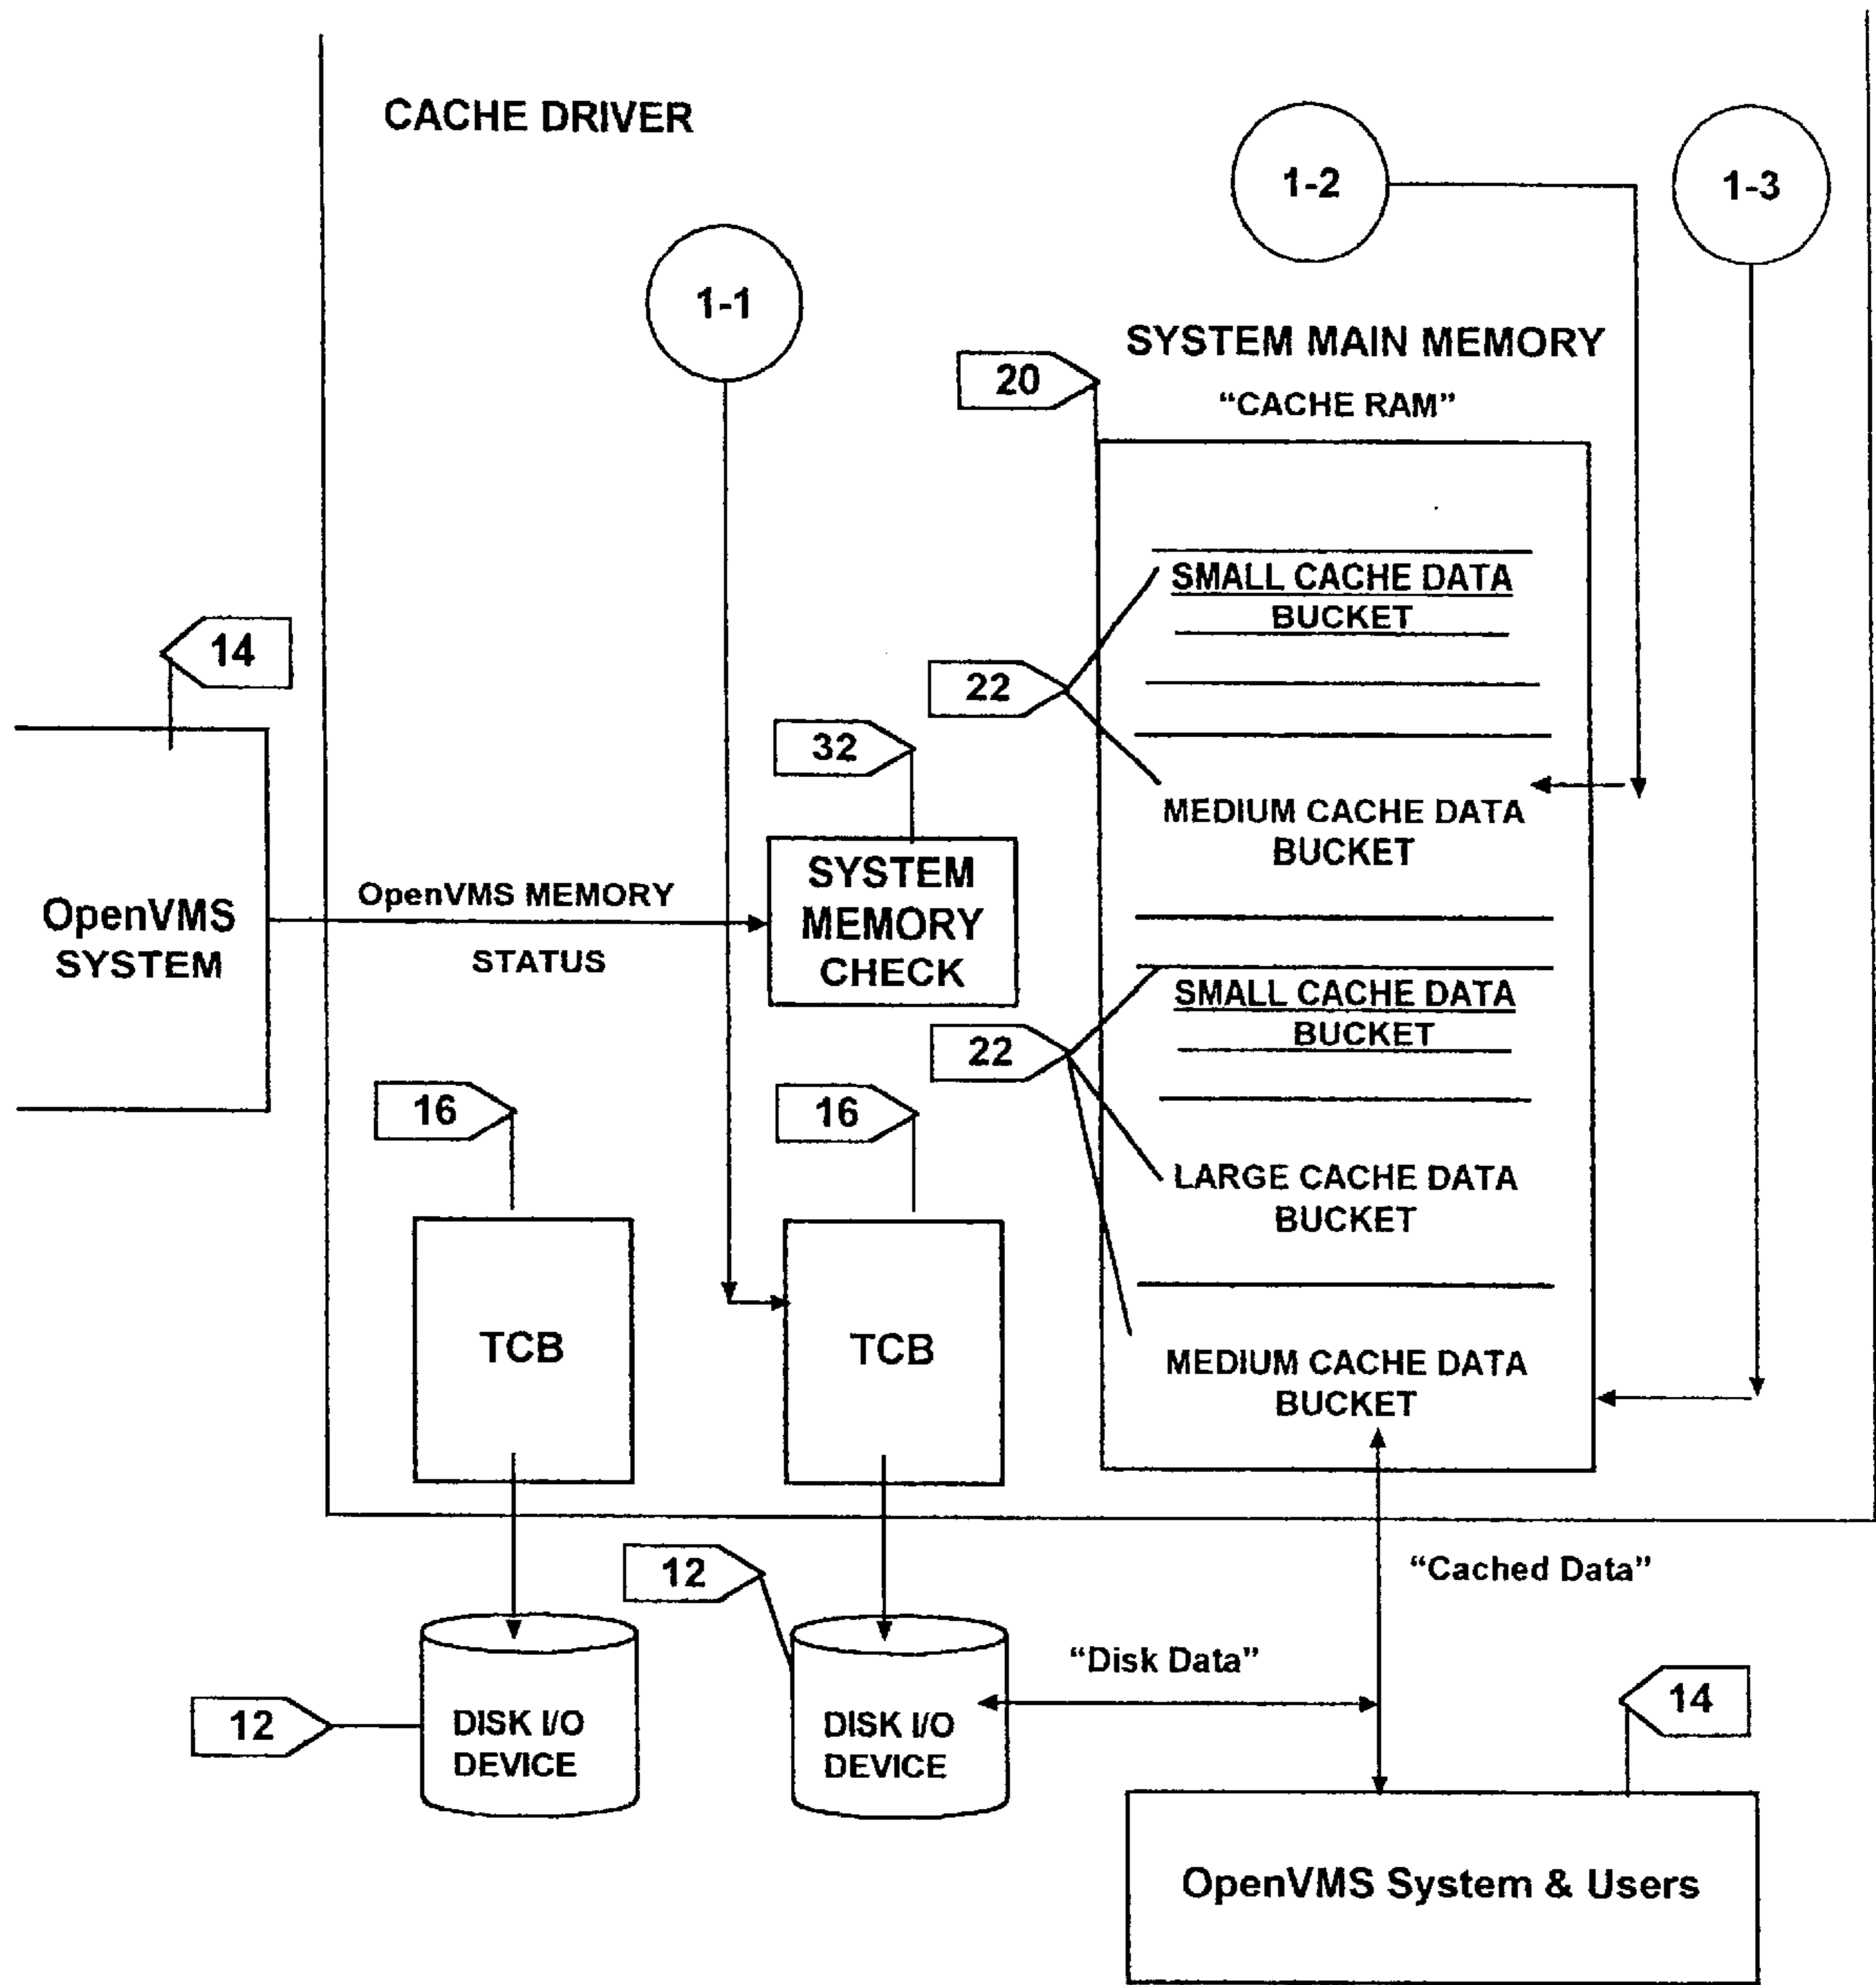 CACHE DRIVER
1-2
1-3
1-1
SYSTEM MAIN MEMORY
20
“CACHE RAM”
SMALL CACHE DATA
BUCKET
14
22
32
MEDIUM CACHE DATA
BUCKET
SYSTEM
MEMORY
CHECK
OpenVMS MEMORY
STATUS
OpenVMS
SYSTEM
SMALL CACHE DATA
BUCKET
22
16
16
LARGE CACHE DATA
BUCKET
TCB
TCB
MEDIUM CACHE DATA
BUCKET
12
“Cached Data”
“Disk Data”
12
DISK I/O
DEVICE
DISK I/O
DEVICE
14
OpenVMS System & Users